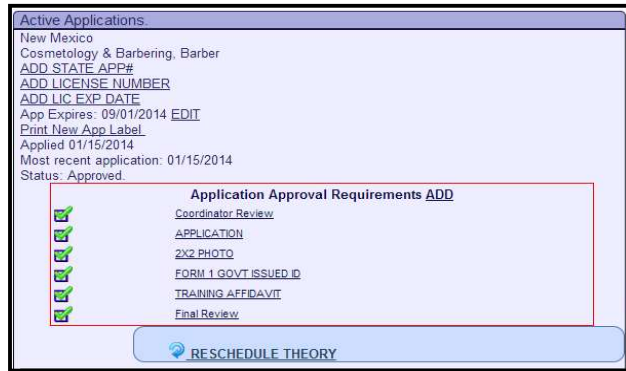 Active Applications.
New Mexico
Cosmetology & Barbering, Barber
ADD STATE APP#
ADD LICENSE NUMBER
ADD LIC EXP DATE
App Expires: 09/01/2014 EDIT
Print New App Label
Applied 01/15/2014
Most recent application: 01/15/2014
Status: Approved.
Application Approval Requirements ADD
Coordinator Review
APPLICATION
2X2 PHOTO
FORM 1 GOVT ISSUED ID
TRAINING AFFIDAVIT
Final Review
RESCHEDULE THEORY